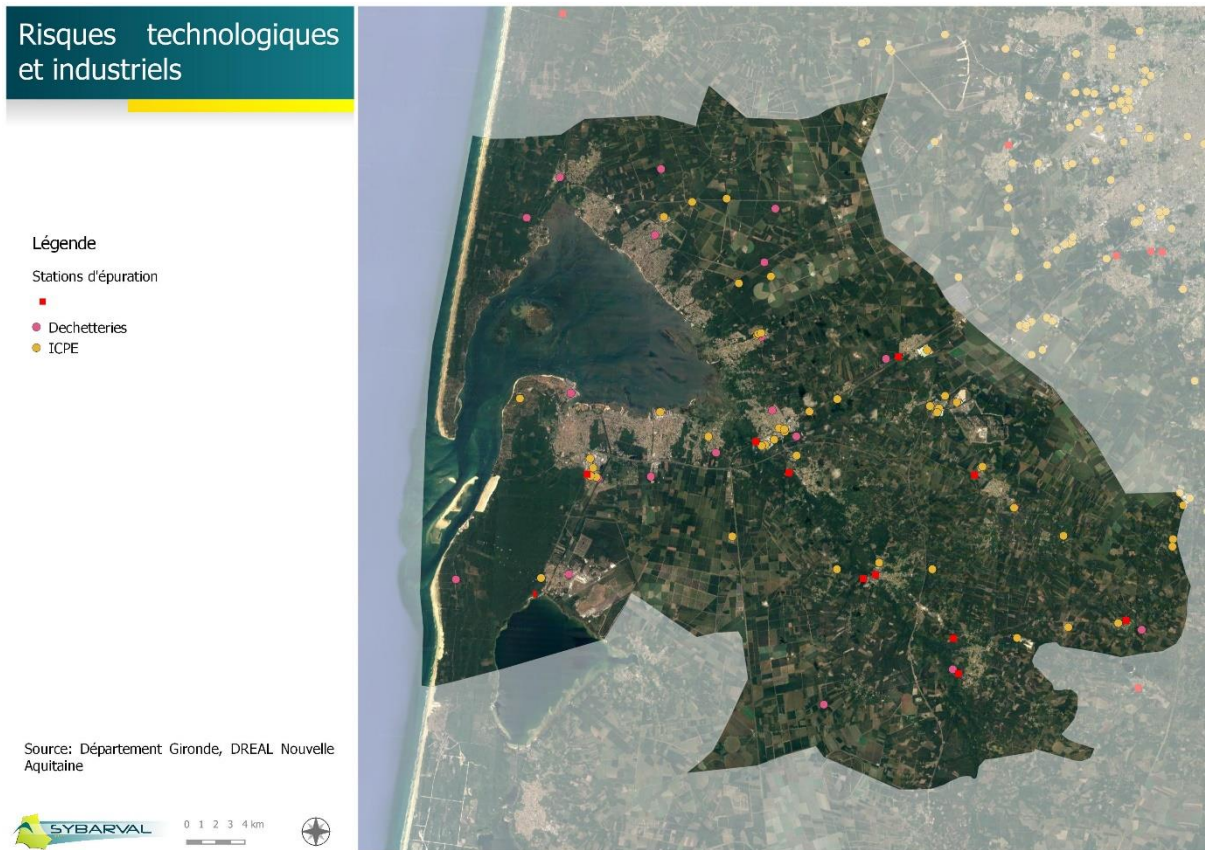 Risques technologiques
et industriels
Légende
Stations d'épuration
Dechetteries
ICPE
Source: Département Gironde, DREAL Nouvelle
Aquitaine
SYBARVAL
0 1 2 3 4 km